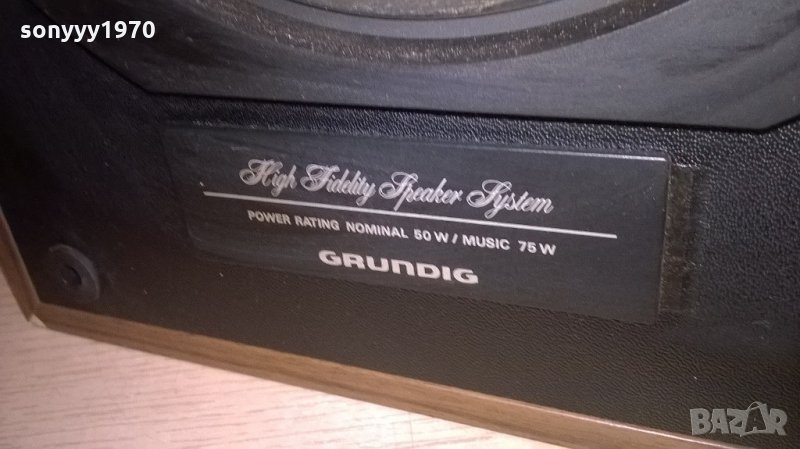 sonyyy1970
High Fidelity Speaker System
POWER RATING NOMINAL 50 W / MUSIC 75 W
GRUNDIG
BAZAR